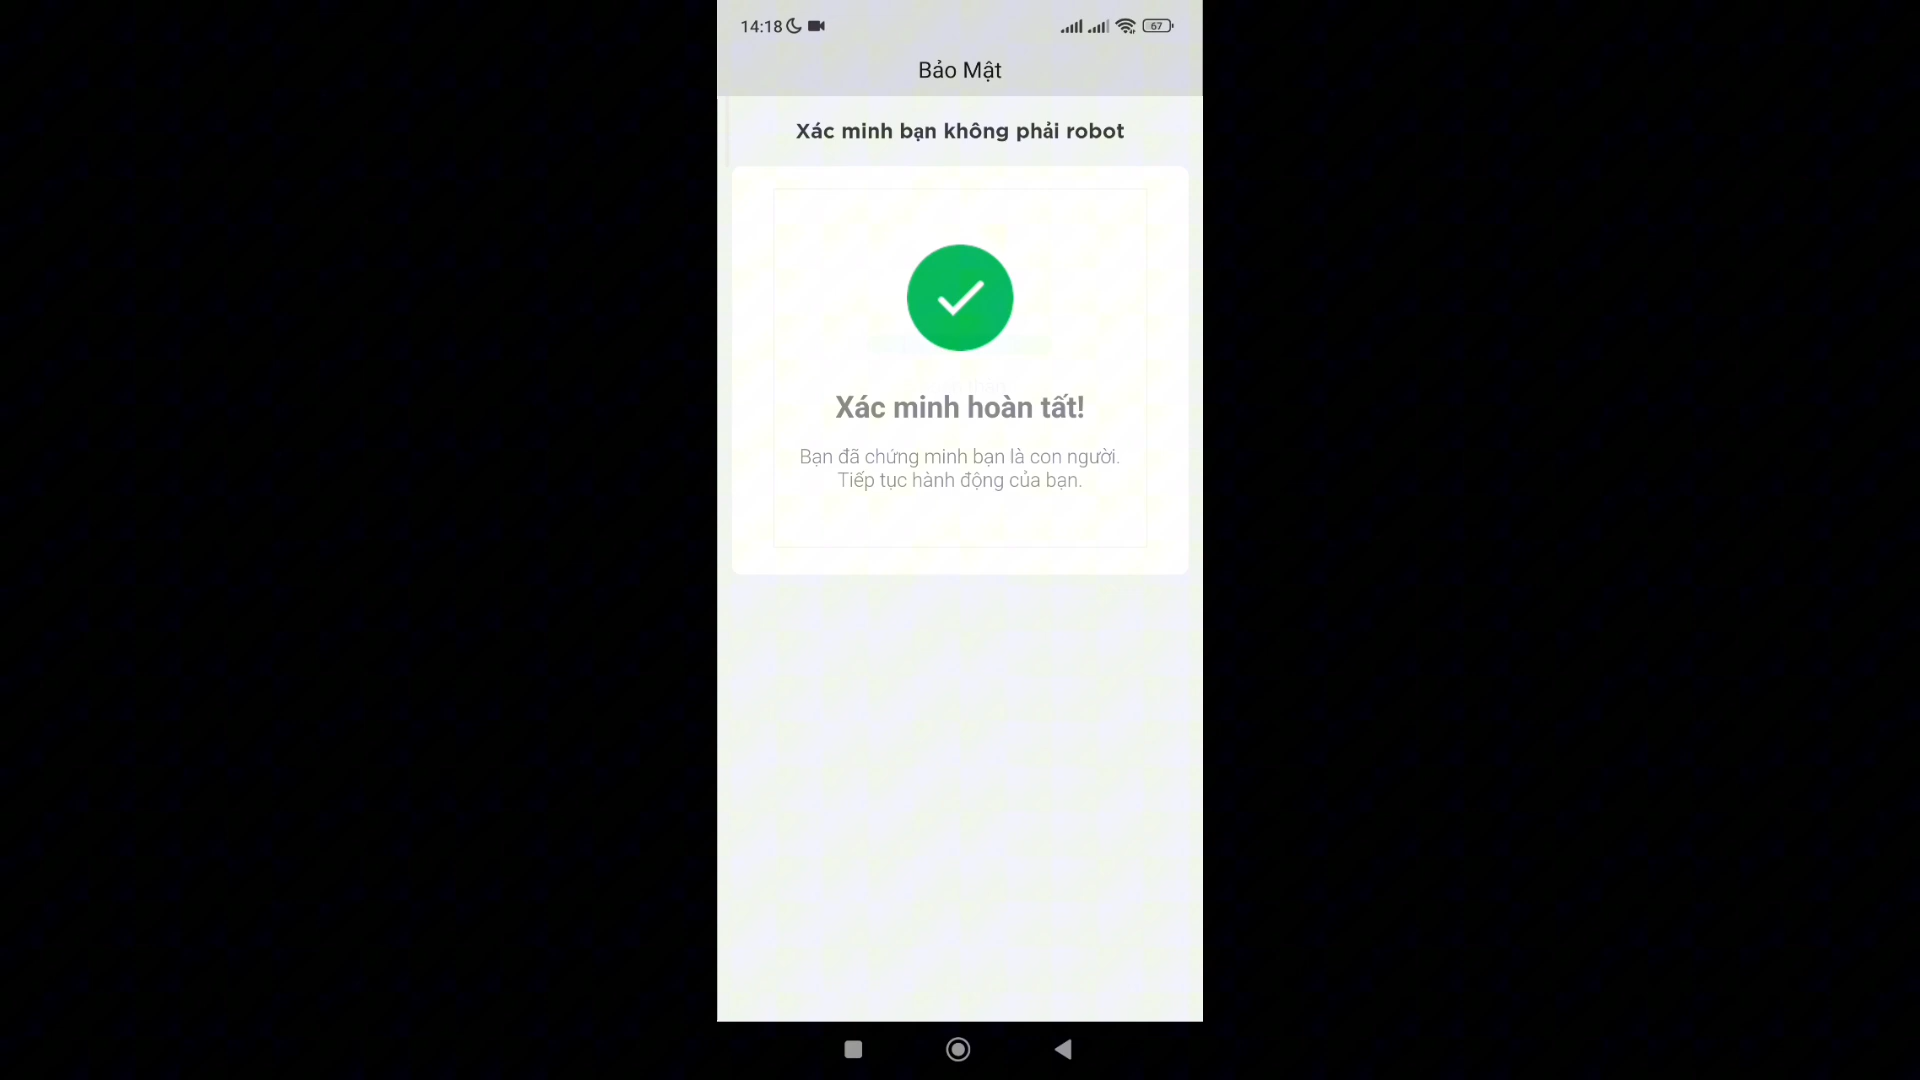 14:18
67
Bảo Mật
Xác minh bạn không phải robot
Xác minh hoàn tất!
Bạn đã chứng minh bạn là con người.
Tiếp tục hành động của bạn.